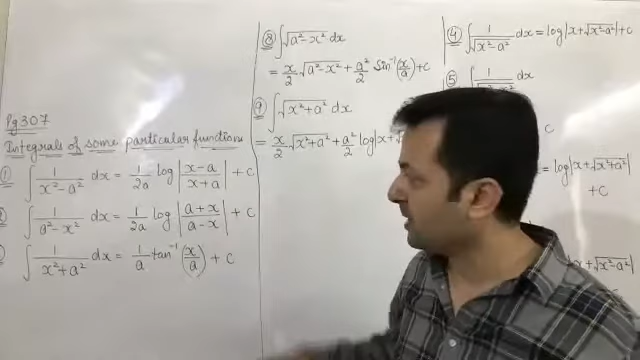 Pg 307
Integrals of some particular functions
① ∫ 1/(x²-a²) dx = 1/2a log |(x-a)/(x+a)| + C
∫ 1/(a²-x²) dx = 1/2a log |(a+x)/(a-x)| + C
∫ 1/(x²+a²) dx = 1/a tan⁻¹ (x/a) + C
⑧ ∫√(a²-x²) dx
= x/2 √(a²-x²) + a²/2 sin⁻¹(x/a) + C
⑨ ∫√(x²+a²) dx
= x/2 √(x²+a²) + a²/2 log|x+√
④ ∫ 1/√(x²-a²) dx = log|x+√(x²-a²)| + C
⑤ ∫ 1/√ dx
C
= log|x+√(x²+a²)|
+ C
|x+√(x²-a²)|